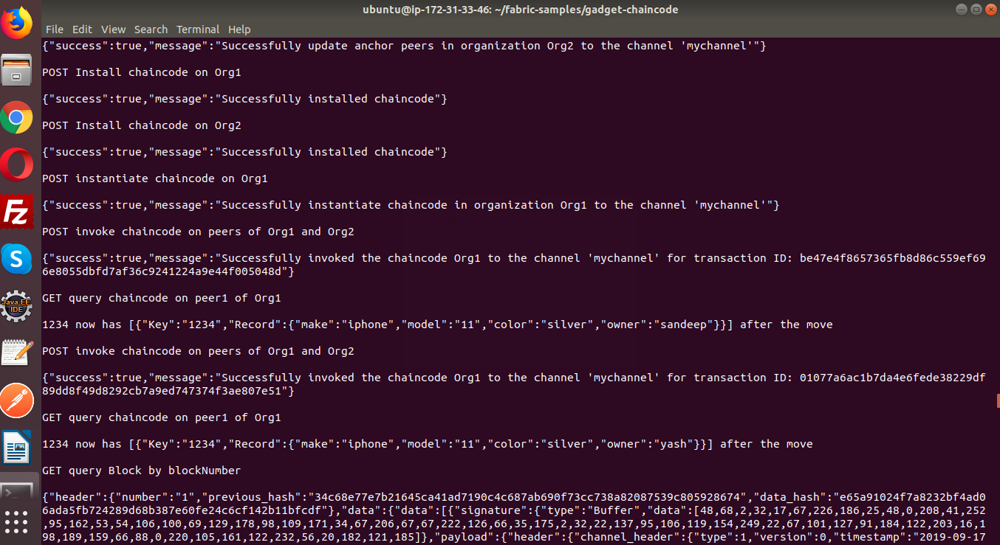 ubuntu@ip-172-31-33-46: ~/fabric-samples/gadget-chaincode
File Edit View Search Terminal Help
{"success":true,"message":"Successfully update anchor peers in organization Org2 to the channel 'mychannel'"}
POST Install chaincode on Org1
{"success":true,"message":"Successfully installed chaincode"}
POST Install chaincode on Org2
{"success":true,"message":"Successfully installed chaincode"}
POST instantiate chaincode on Org1
{"success":true,"message":"Successfully instantiate chaincode in organization Org1 to the channel 'mychannel'"}
POST invoke chaincode on peers of Org1 and Org2
{"success":true,"message":"Successfully invoked the chaincode Org1 to the channel 'mychannel' for transaction ID: be47e4f8657365fb8d86c559ef69
6e8055dbfd7af36c9241224a9e44f005048d"}
GET query chaincode on peer1 of Org1
1234 now has [{"Key":"1234","Record":{"make":"iphone","model":"11","color":"silver","owner":"sandeep"}}] after the move
POST invoke chaincode on peers of Org1 and Org2
{"success":true,"message":"Successfully invoked the chaincode Org1 to the channel 'mychannel' for transaction ID: 01077a6ac1b7da4e6fede38229df
89dd8f49d8292cb7a9ed747374f3ae807e51"}
GET query chaincode on peer1 of Org1
1234 now has [{"Key":"1234","Record":{"make":"iphone","model":"11","color":"silver","owner":"yash"}}] after the move
GET query Block by blockNumber
{"header":{"number":"1","previous_hash":"34c68e77e7b21645ca41ad7190c4c687ab690f73cc738a82087539c805928674","data_hash":"e65a91024f7a8232bf4ad0
6ada5fb724289d68b387e60fe24c6cf142b11bfcdf"},"data":{"data":[{"signature":{"type":"Buffer","data":[48,68,2,32,17,67,226,186,25,48,0,208,41,252
,95,162,53,54,106,100,69,129,178,98,109,171,34,67,206,67,67,222,126,66,35,175,2,32,22,137,95,106,119,154,249,22,67,101,127,91,184,122,203,16,1
98,189,159,66,88,0,220,105,161,122,232,56,20,182,121,185]},"payload":{"header":{"channel_header":{"type":1,"version":0,"timestamp":"2019-09-17
Fz
S
Java EE
IDE